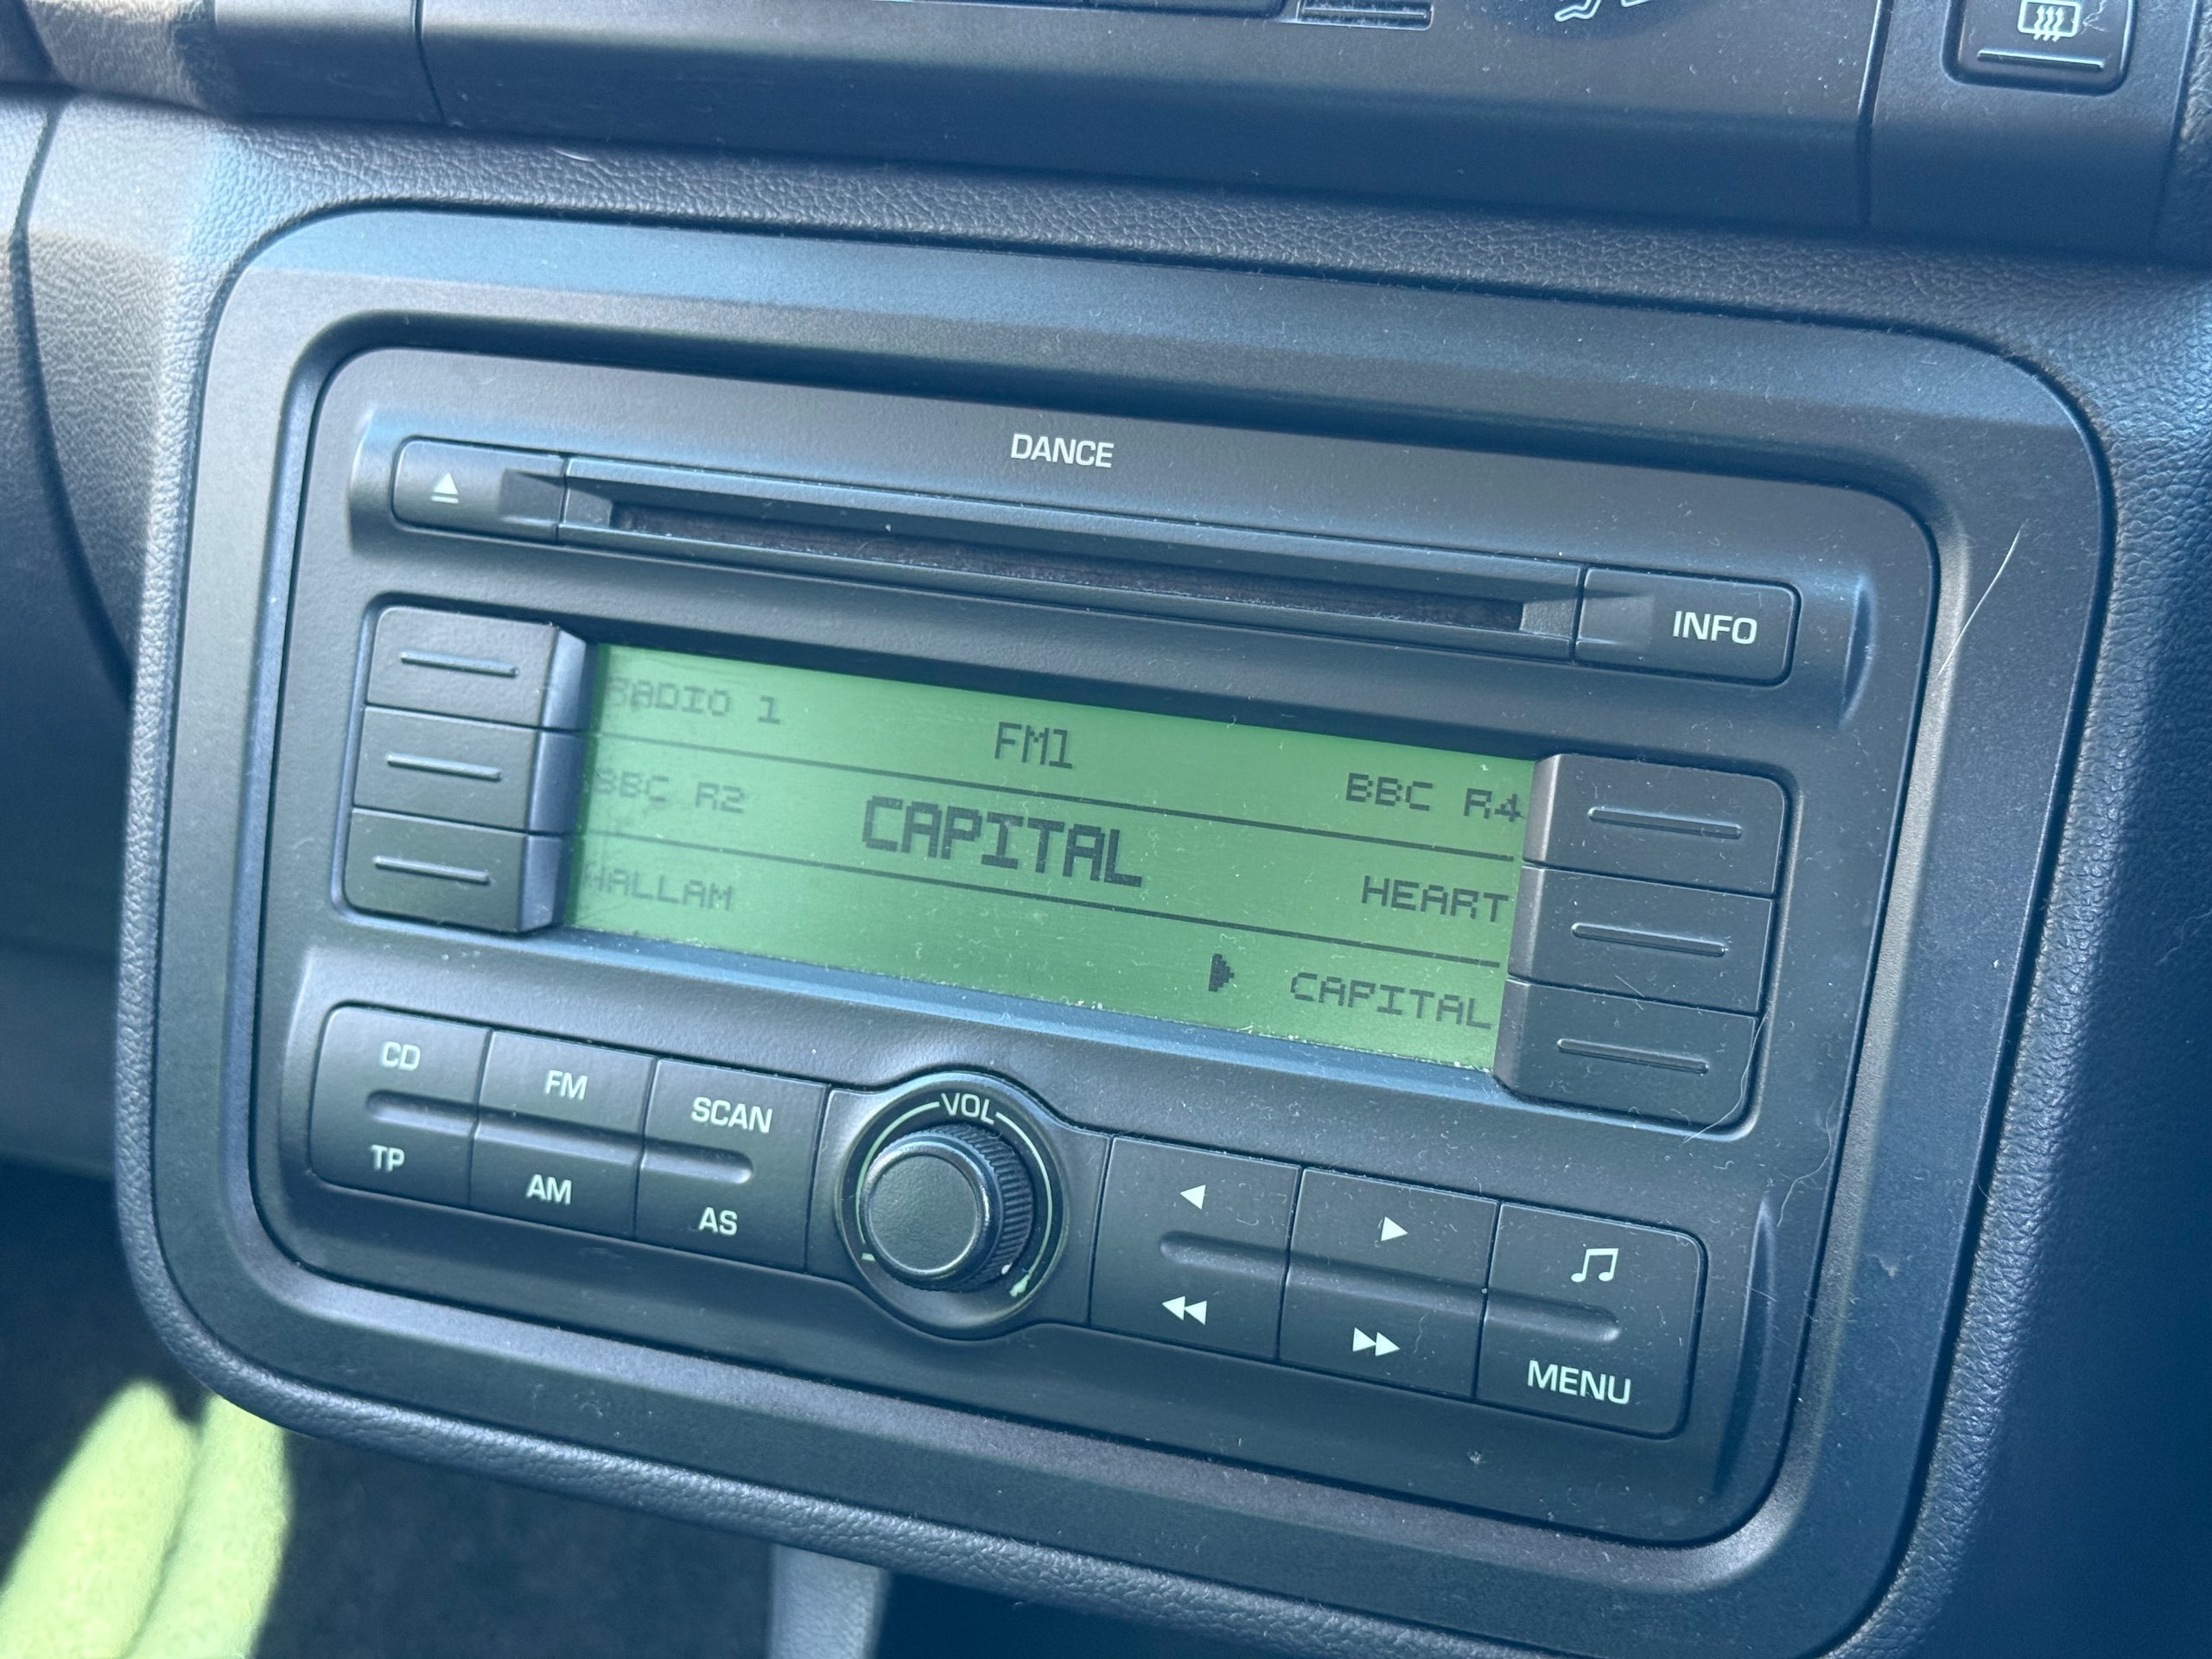 DANCE
INFO
RADIO 1
FM1
BBC R4
BBC R2
CAPITAL
HEART
HALLAM
CAPITAL
CD
FM
SCAN
VOL
TP
AM
AS
MENU